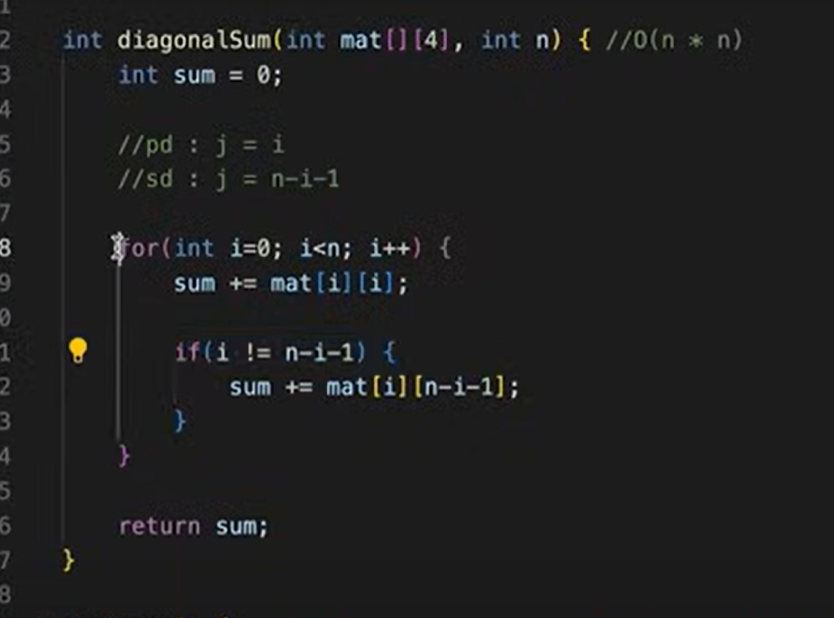 1
2 int diagonalSum(int mat[][4], int n) { //O(n * n)
3 int sum = 0;
4
5 //pd : j = i
6 //sd : j = n-i-1
7
8 for(int i=0; i<n; i++) {
9 sum += mat[i][i];
0
1 if(i != n-i-1) {
2 sum += mat[i][n-i-1];
3 }
4 }
5
6 return sum;
7 }
8